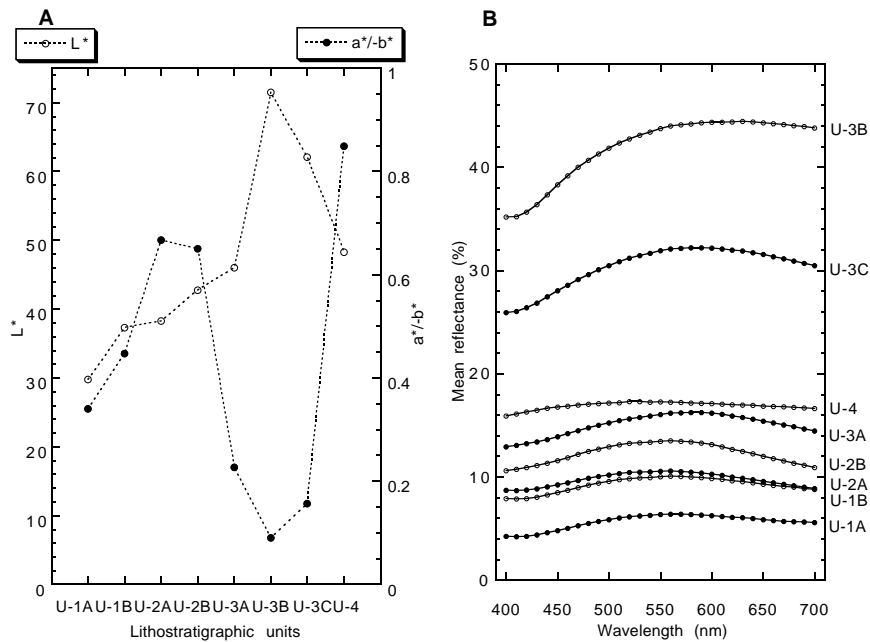 A
L*
a*/-b*
70
60
50
40
30
20
10
0
L*
1
0.8
0.6
0.4
0.2
0
a*/-b*
U-1A U-1B U-2A U-2B U-3A U-3B U-3C U-4
Lithostratigraphic units
B
50
40
30
20
10
0
Mean reflectance (%)
U-3B
U-3C
U-4
U-3A
U-2B
U-2A
U-1B
U-1A
400 450 500 550 600 650 700
Wavelength (nm)